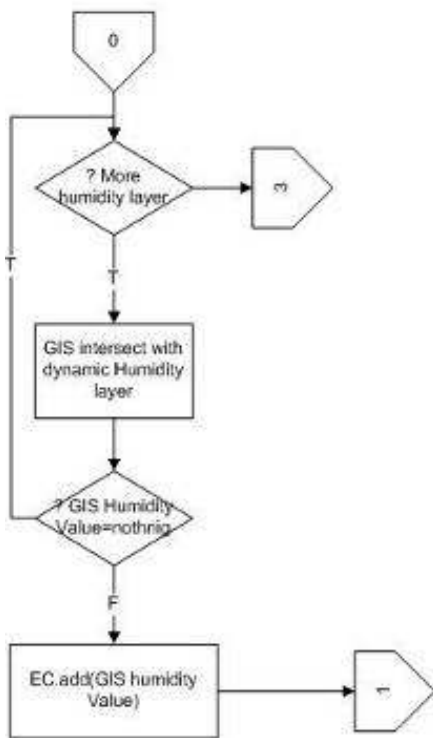 0
? More
humidity layer
3
T
T
GIS intersect with
dynamic Humidity
layer
? GIS Humidity
Value=nothnig
F
EC.add(GIS humidity
Value)
1